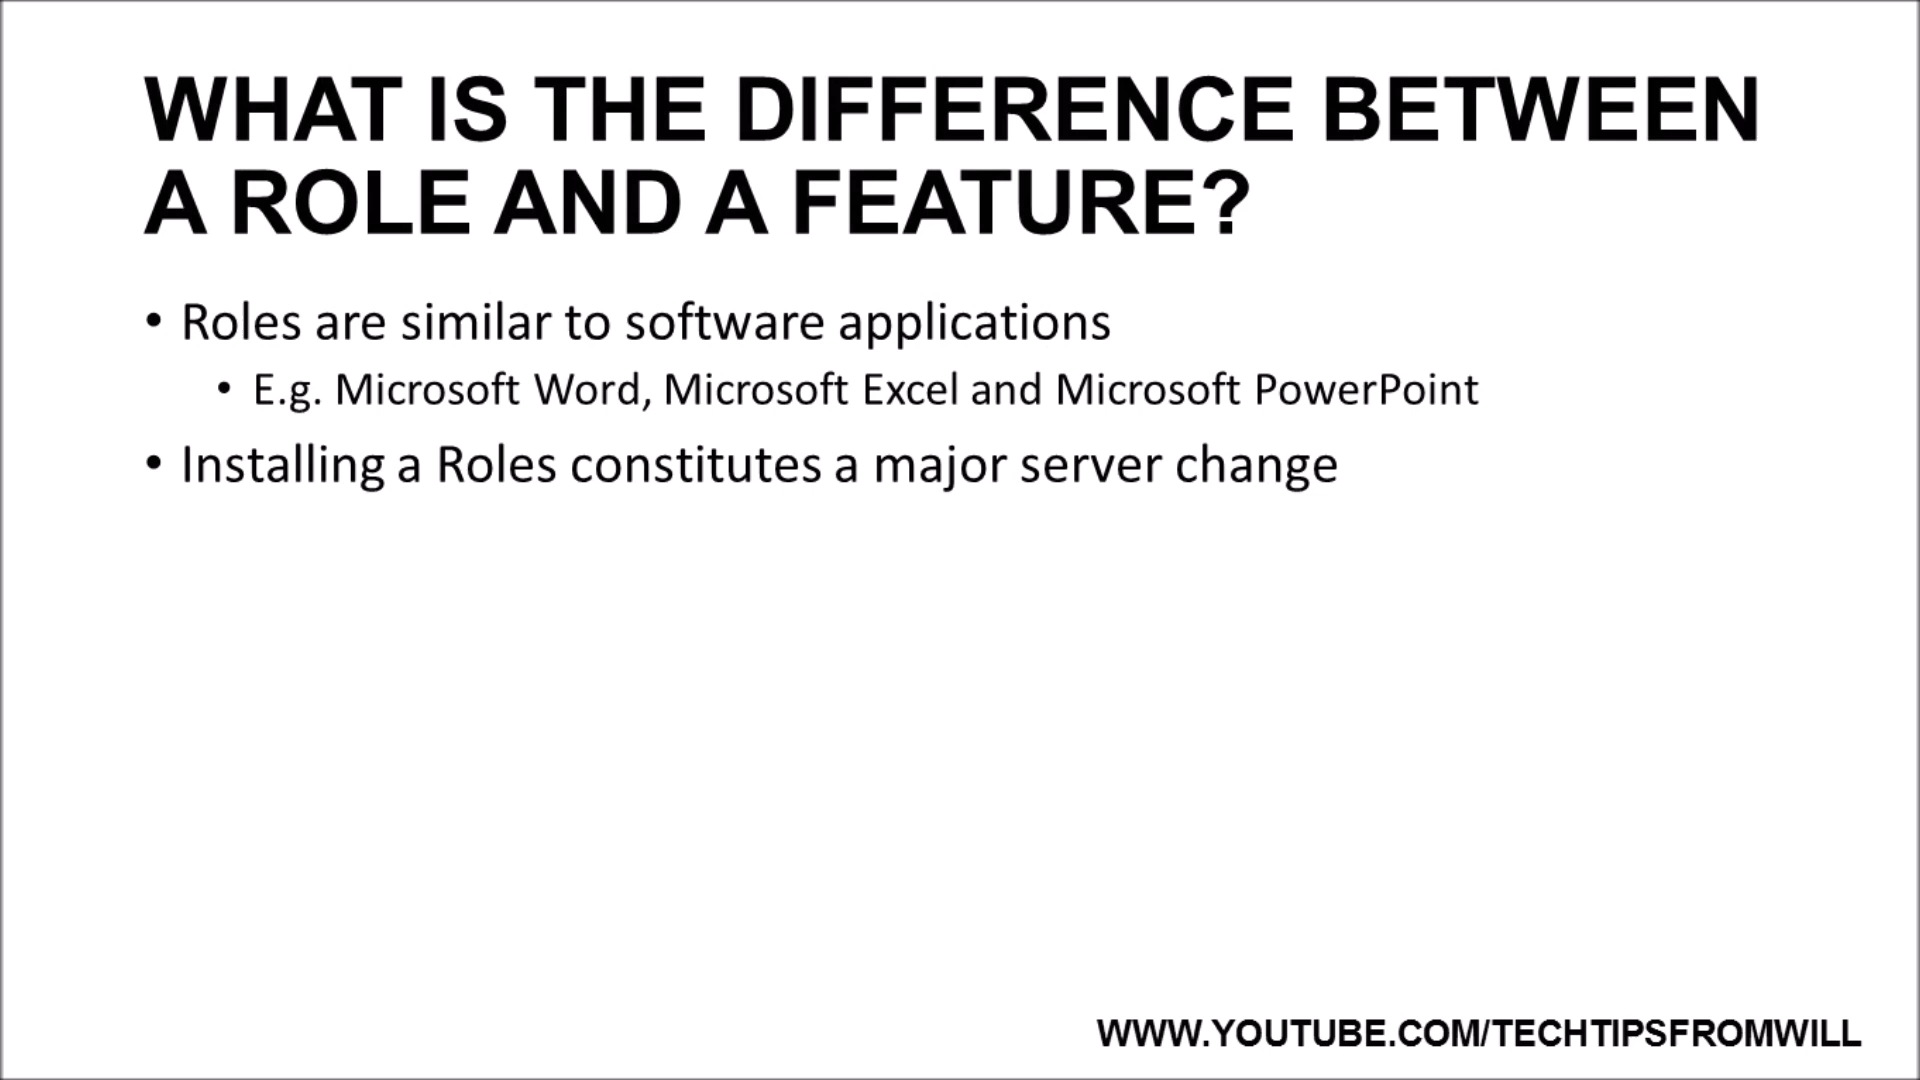 WHAT IS THE DIFFERENCE BETWEEN
A ROLE AND A FEATURE?
• Roles are similar to software applications
• E.g. Microsoft Word, Microsoft Excel and Microsoft PowerPoint
• Installing a Roles constitutes a major server change
WWW.YOUTUBE.COM/TECHTIPSFROMWILL